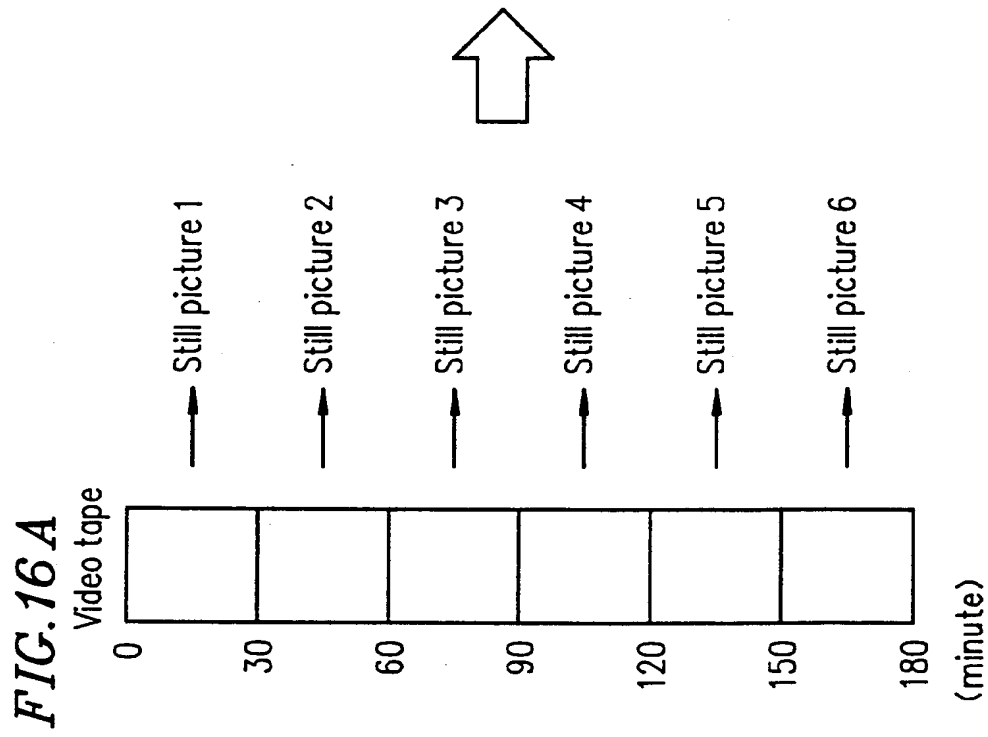 FIG.16A
Video tape
0
Still picture 1
30
Still picture 2
60
Still picture 3
90
Still picture 4
120
Still picture 5
150
Still picture 6
180
(minute)